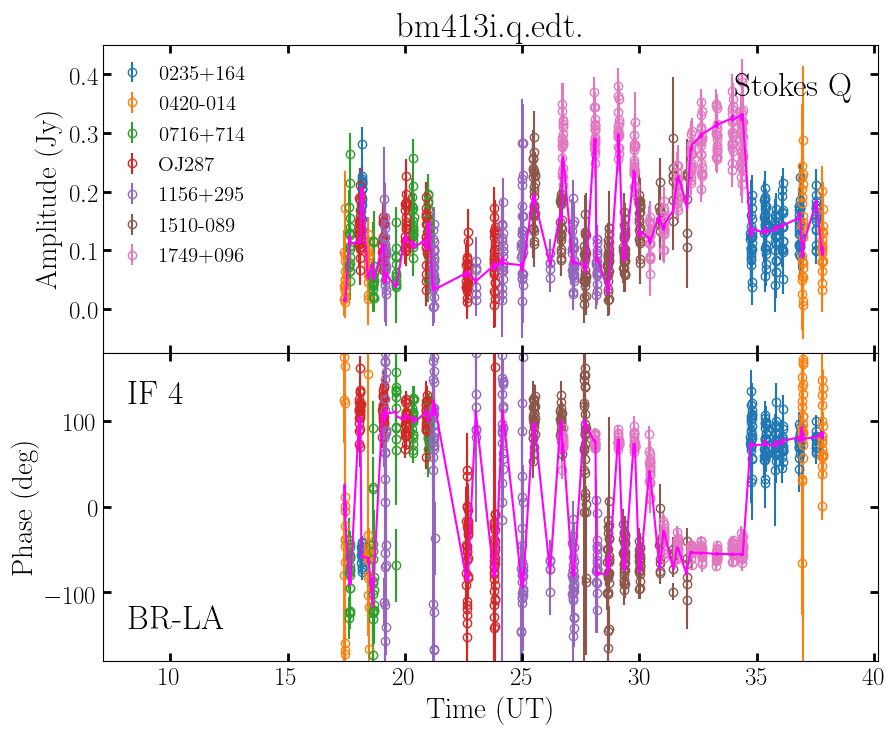 bm413i.q.edt.
Stokes Q
0235+164
0420-014
0716+714
OJ287
1156+295
1510-089
1749+096
Amplitude (Jy)
0.4
0.3
0.2
0.1
0.0
IF 4
BR-LA
Phase (deg)
100
0
−100
10 15 20 25 30 35 40
Time (UT)